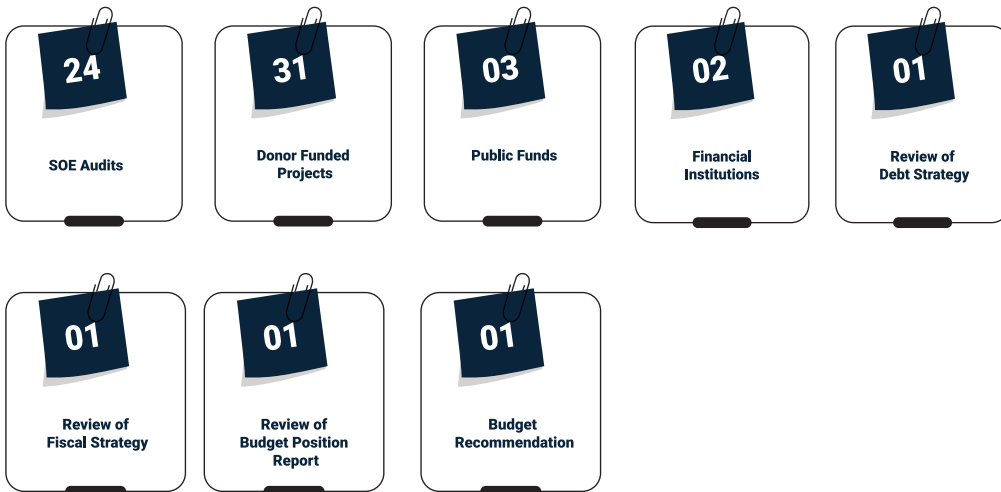 24
SOE Audits
31
Donor Funded
Projects
03
Public Funds
02
Financial
Institutions
01
Review of
Debt Strategy
01
Review of
Fiscal Strategy
01
Review of
Budget Position
Report
01
Budget
Recommendation